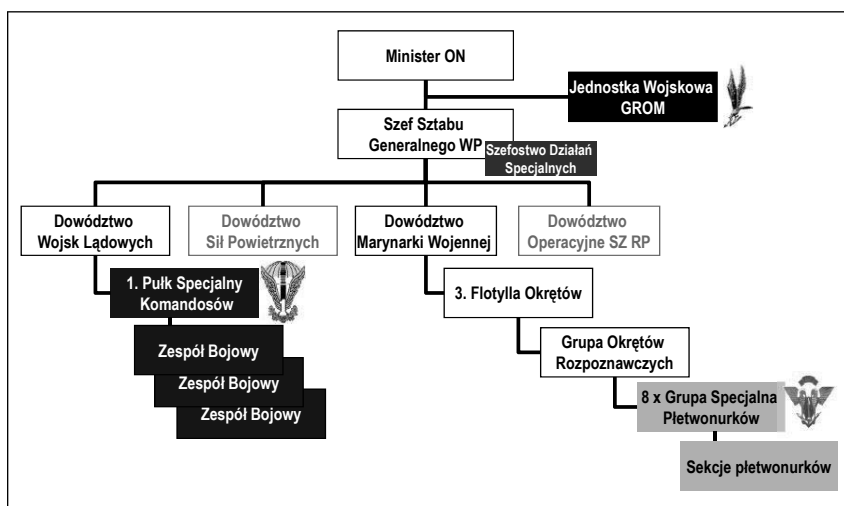 Minister ON
Jednostka Wojskowa
GROM
Szef Sztabu
Generalnego WP
Szefostwo Działań
Specjalnych
Dowództwo
Wojsk Lądowych
Dowództwo
Sił Powietrznych
Dowództwo
Marynarki Wojennej
Dowództwo
Operacyjne SZ RP
1. Pułk Specjalny
Komandosów
1
3. Flotylla Okrętów
Zespół Bojowy
Zespół Bojowy
Zespół Bojowy
Grupa Okrętów
Rozpoznawczych
8 x Grupa Specjalna
Płetwonurków
Sekcje płetwonurków